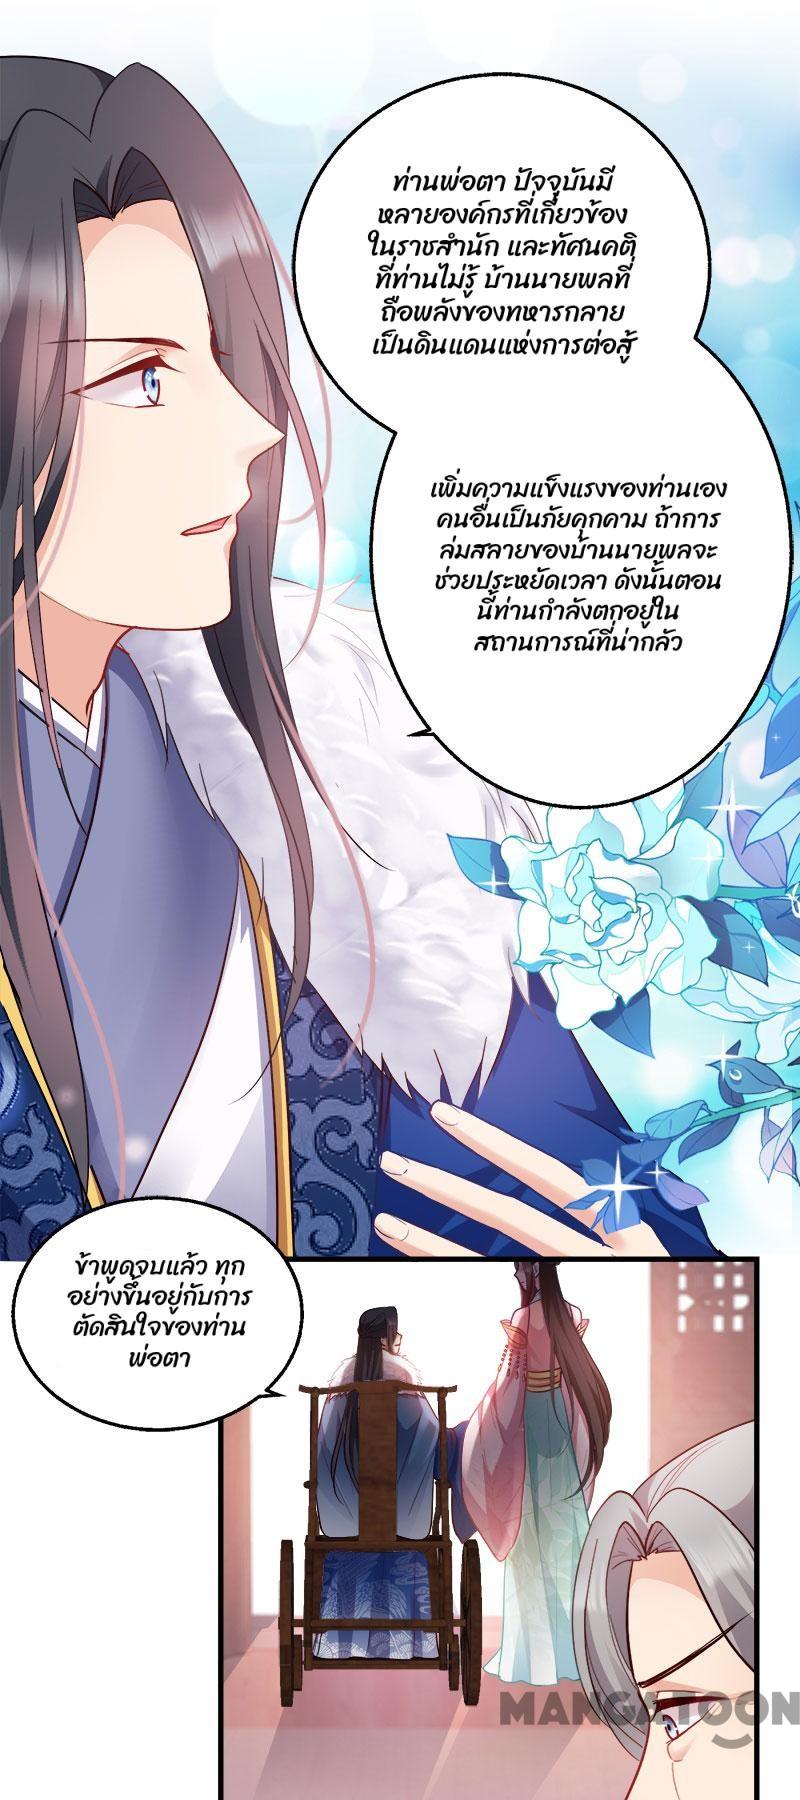 ท่านพ่อตา ปัจจุบันมี
หลายองค์กรที่เกี่ยวข้อง
ในราชสำนัก และทัศนคติ
ที่ท่านไม่รู้ บ้านนายพลที่
ถือพลังของทหารกลาย
เป็นดินแดนแห่งการต่อสู้
เพิ่มความแข็งแรงของท่านเอง
คนอื่นเป็นภัยคุกคาม ถ้าการ
ล่มสลายของบ้านนายพลจะ
ช่วยประหยัดเวลา ดังนั้นตอน
นี้ท่านกำลังตกอยู่ใน
สถานการณ์ที่น่ากลัว
ข้าพูดจบแล้ว ทุก
อย่างขึ้นอยู่กับการ
ตัดสินใจของท่าน
พ่อตา
MANGATOON